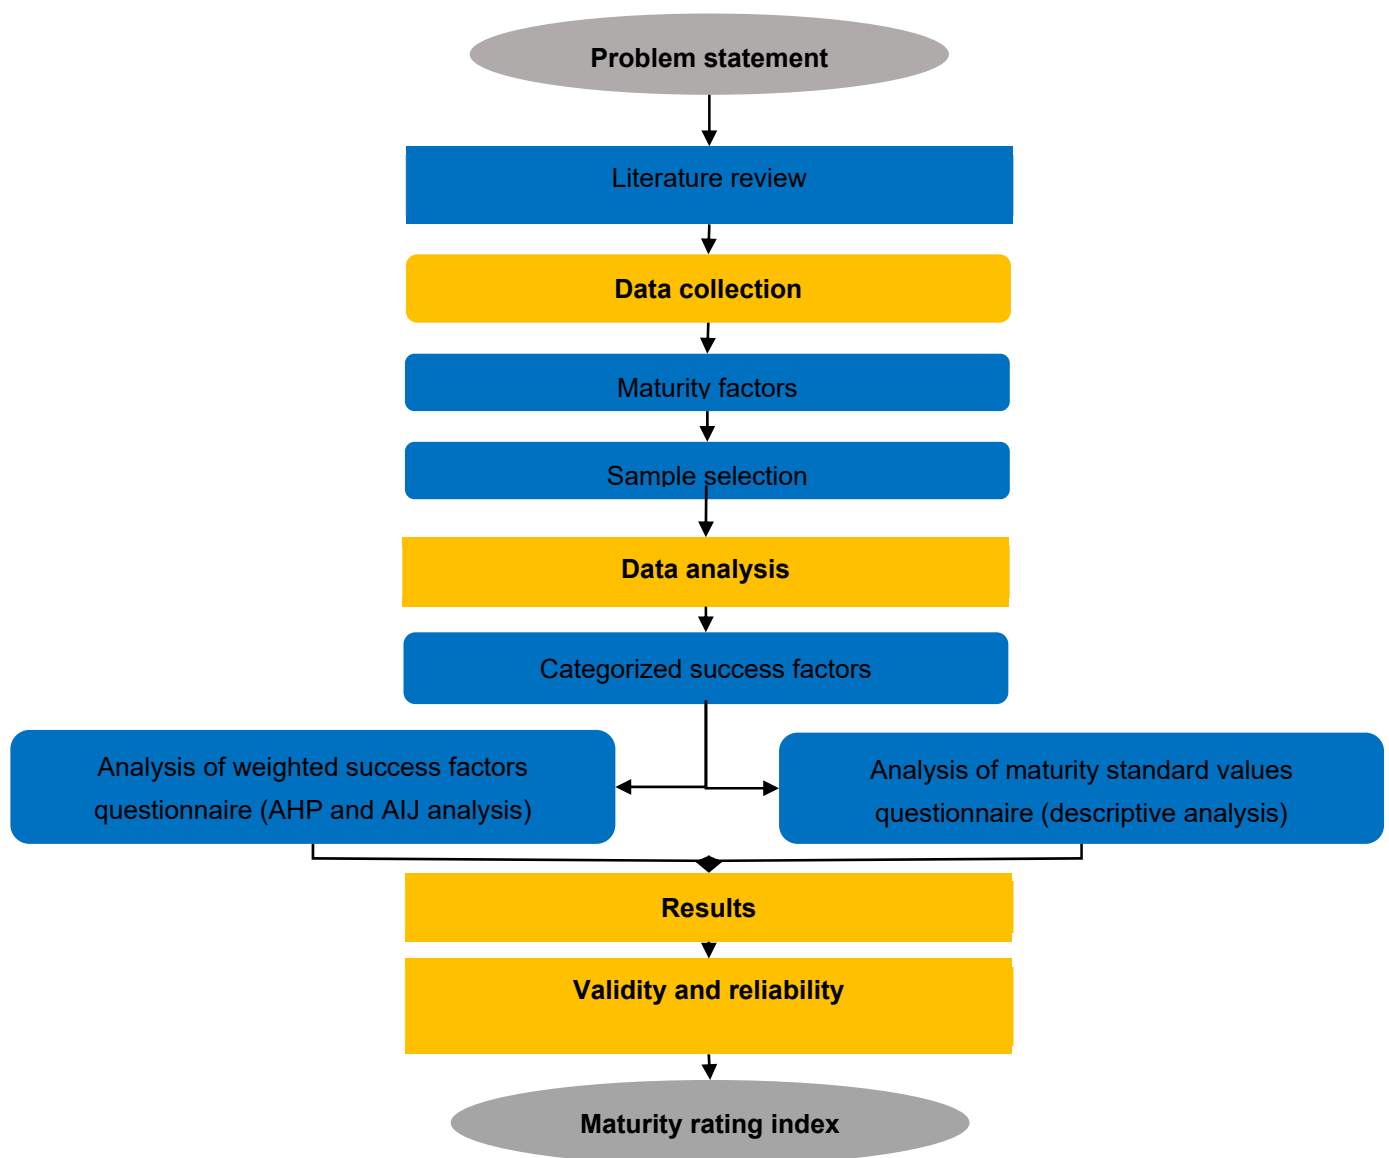 Problem statement
Literature review
Data collection
Maturity factors
Sample selection
Data analysis
Categorized success factors
Analysis of weighted success factors
questionnaire (AHP and AIJ analysis)
Analysis of maturity standard values
questionnaire (descriptive analysis)
Results
Validity and reliability
Maturity rating index